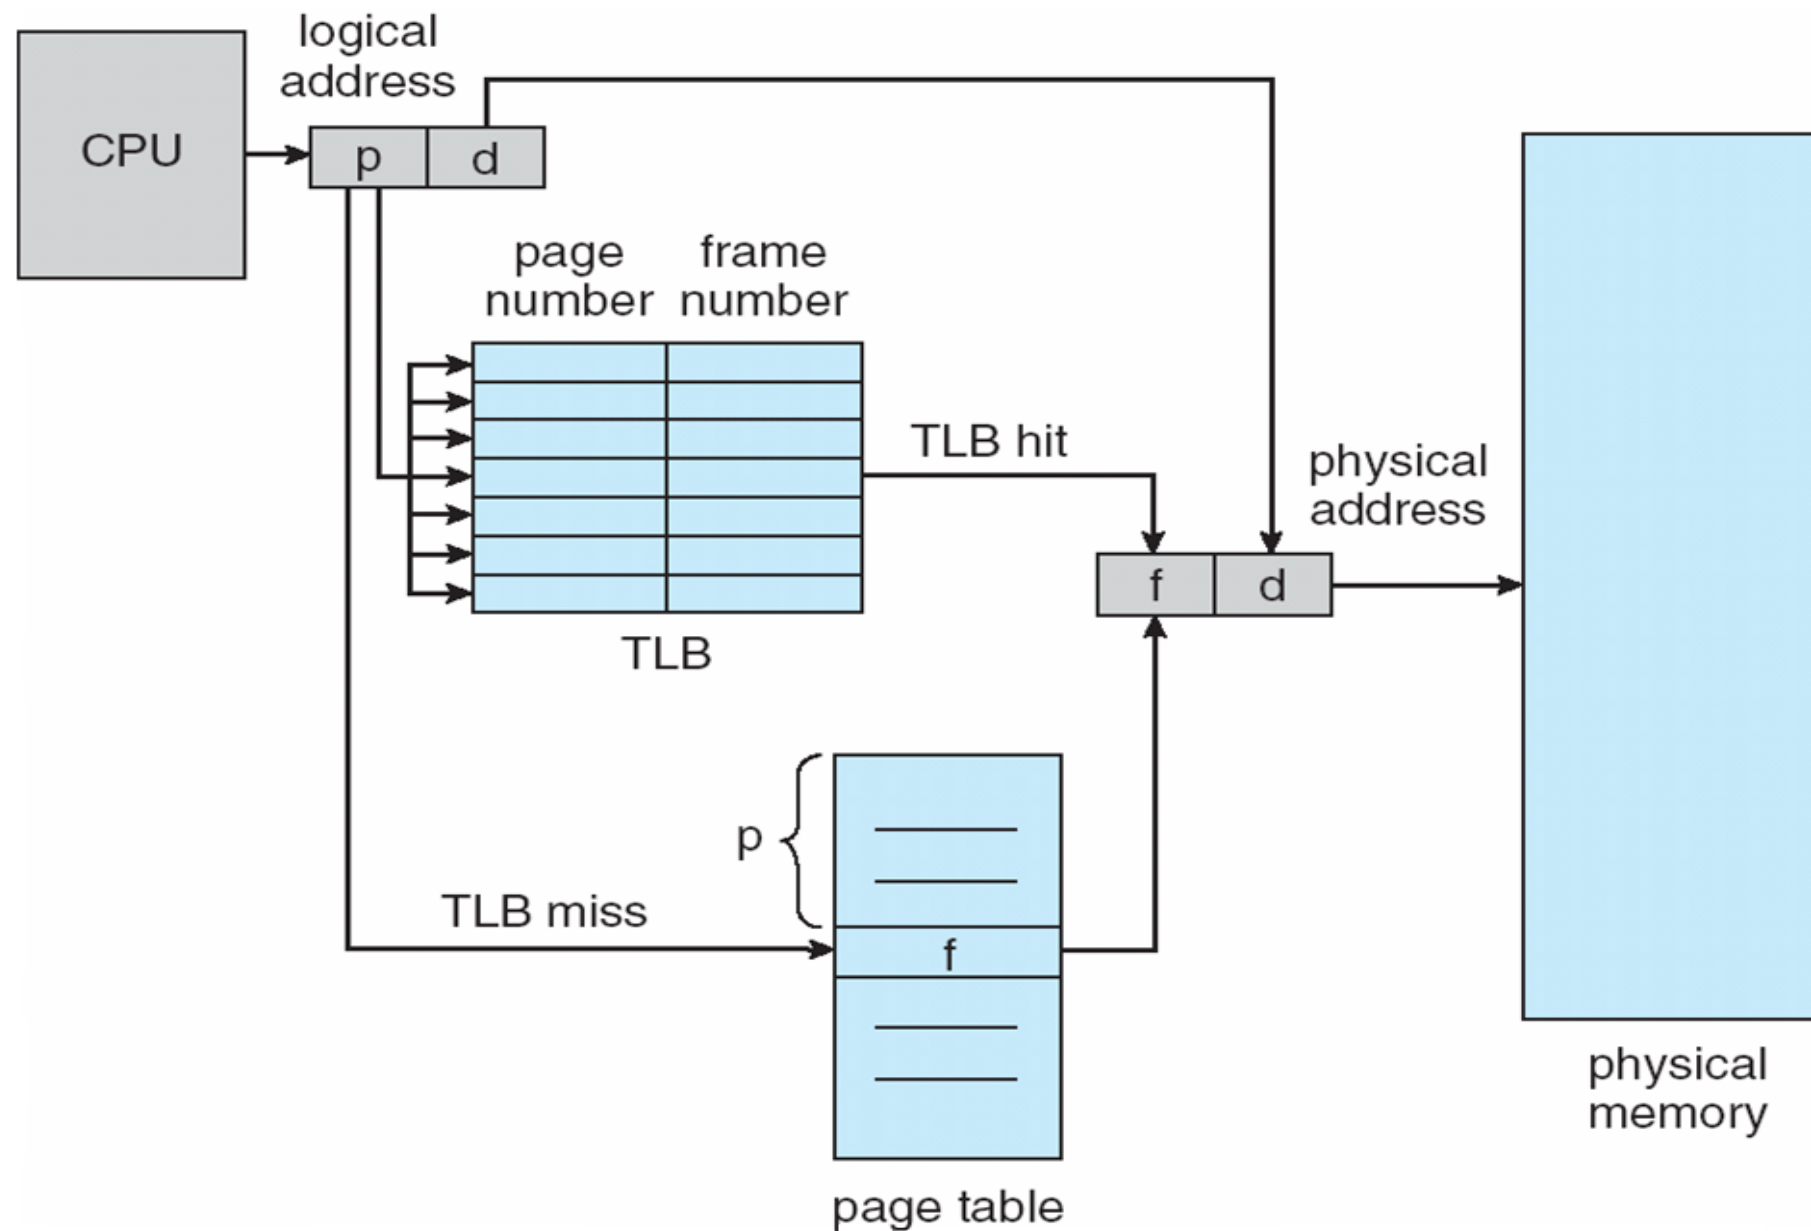 logical
address
CPU
p
d
page
number
frame
number
TLB hit
physical
address
f
d
TLB
p
TLB miss
f
physical
memory
page table